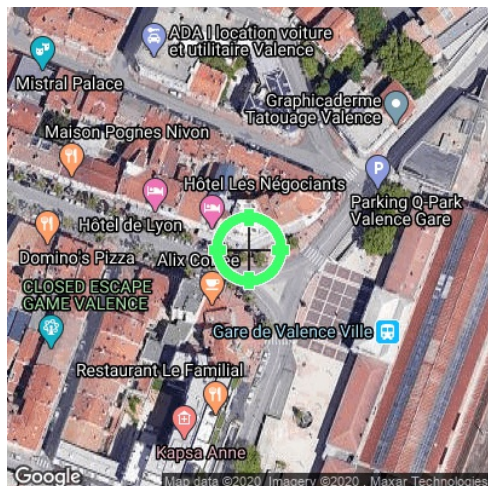 ADA I location voiture
et utilitaire Valence
Mistral Palace
Graphicaderme
Tatouage Valence
Maison Pognes Nivon
P
Hôtel Les Négociants
Parking Q-Park
Valence Gare
Hôtel de Lyon
Domino's Pizza
CLOSED ESCAPE
GAME VALENCE
Gare de Valence Ville
Restaurant Le Familial
Kapsa Anne
Google
Map data ©2020 Imagery ©2020 , Maxar Technologies